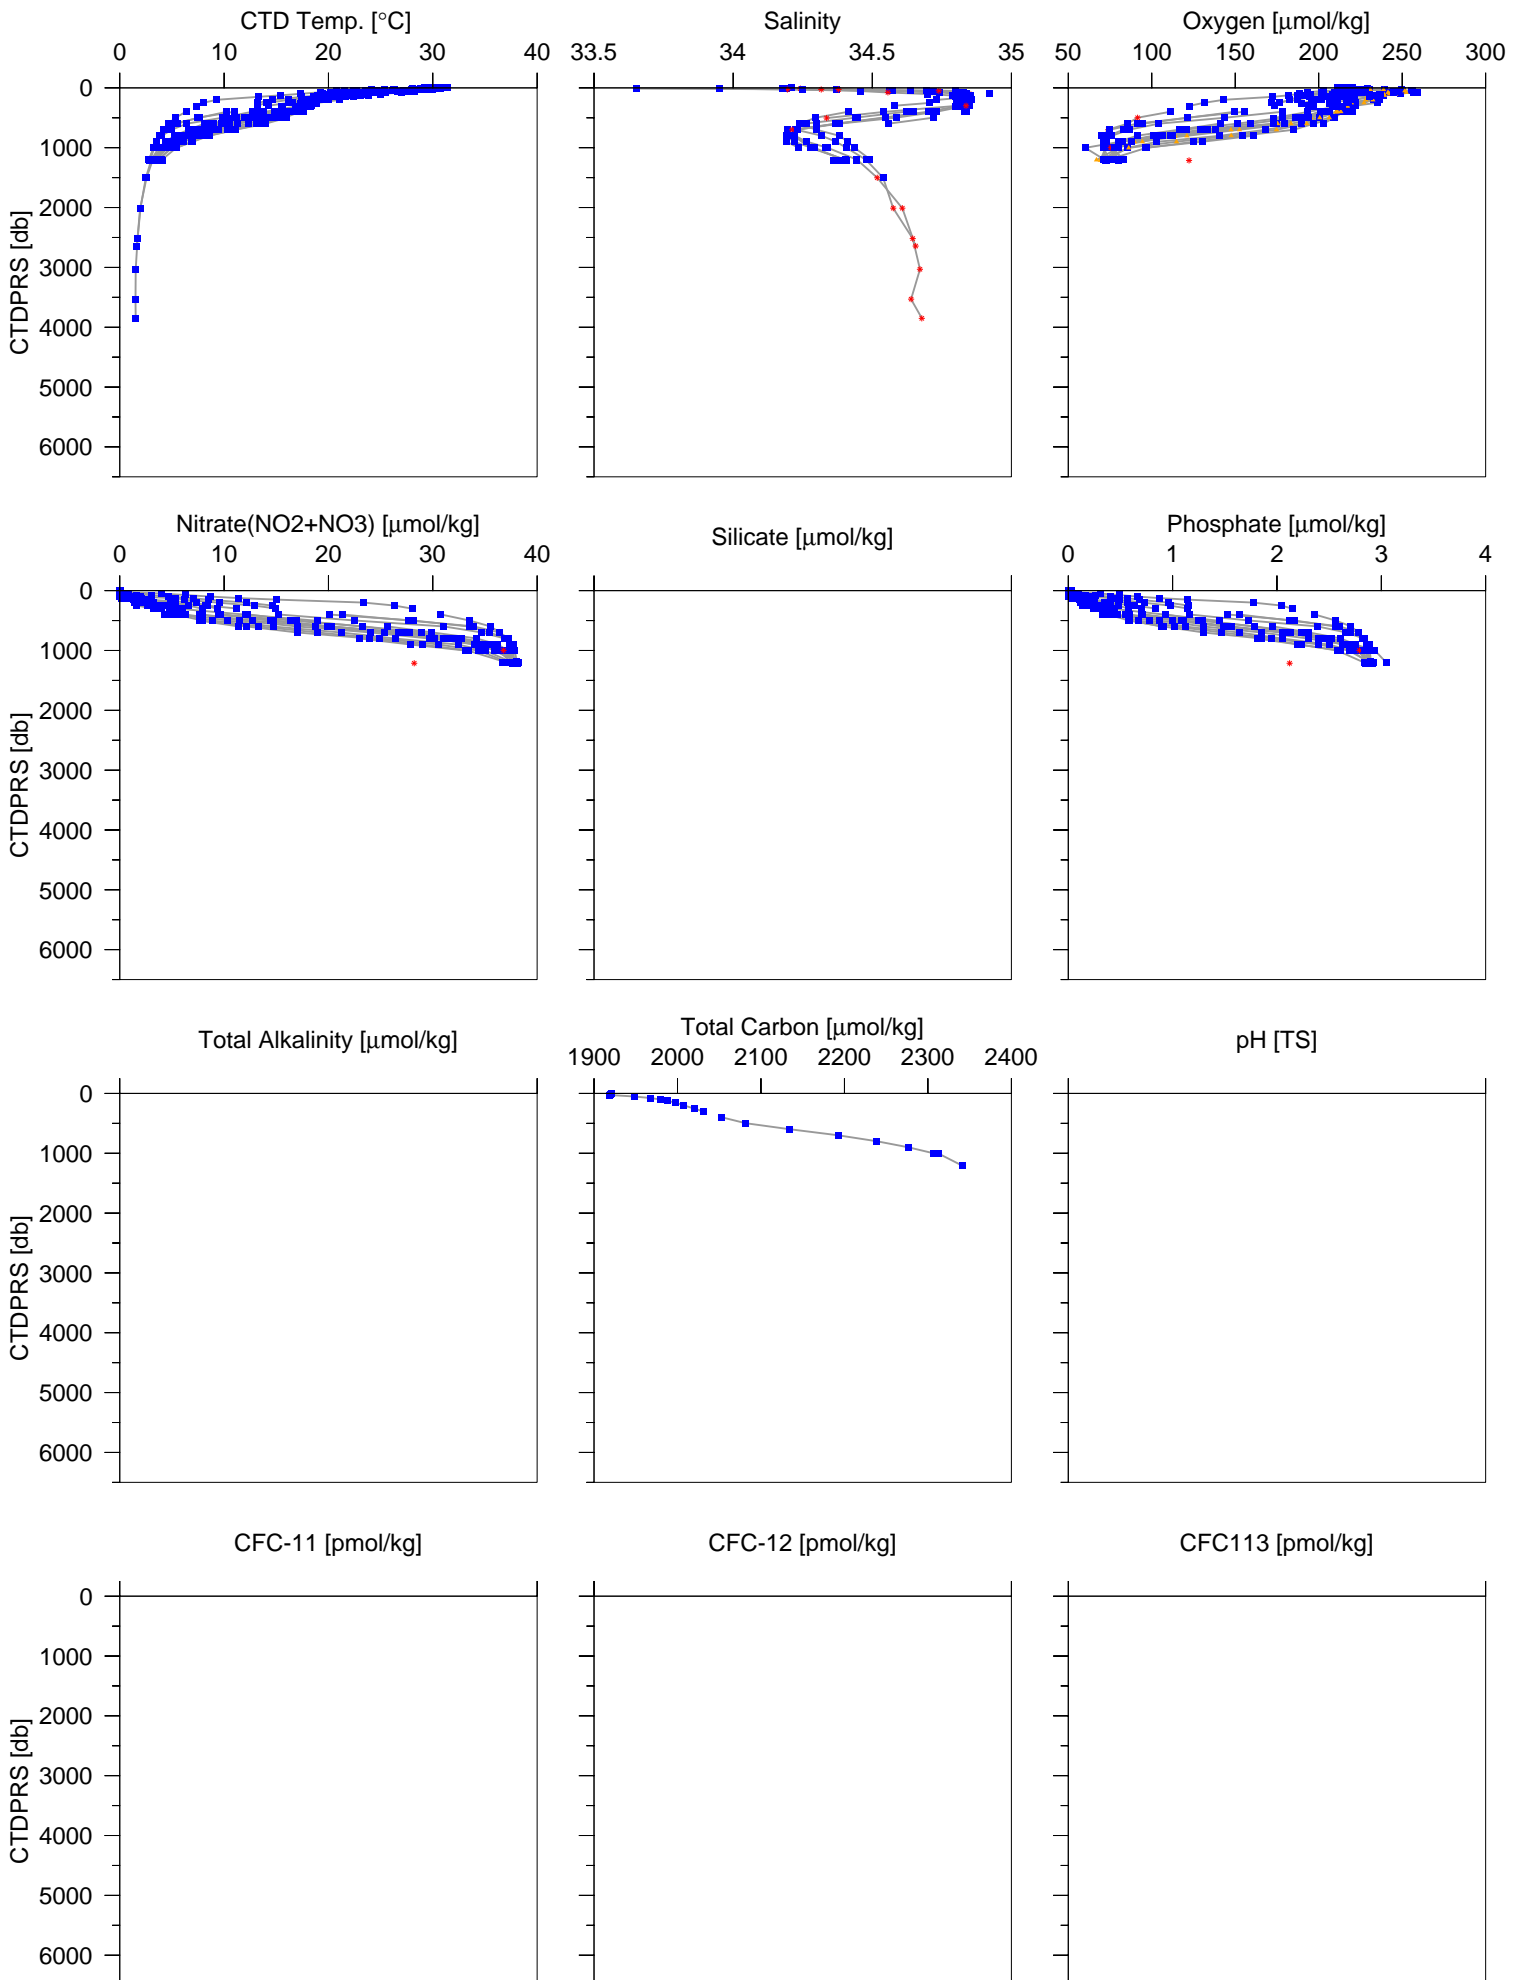 CTD Temp. [°C]
0 10 20 30 40
Salinity
33.5 34 34.5 35
Oxygen [μmol/kg]
50 100 150 200 250 300
0
1000
2000
3000
4000
5000
6000
CTDPRS [db]
Nitrate(NO2+NO3) [μmol/kg]
0 10 20 30 40
Silicate [μmol/kg]
Phosphate [μmol/kg]
0 1 2 3 4
0
1000
2000
3000
4000
5000
6000
CTDPRS [db]
Total Alkalinity [μmol/kg]
Total Carbon [μmol/kg]
1900 2000 2100 2200 2300 2400
pH [TS]
0
1000
2000
3000
4000
5000
6000
CTDPRS [db]
CFC-11 [pmol/kg]
CFC-12 [pmol/kg]
CFC113 [pmol/kg]
0
1000
2000
3000
4000
5000
6000
CTDPRS [db]